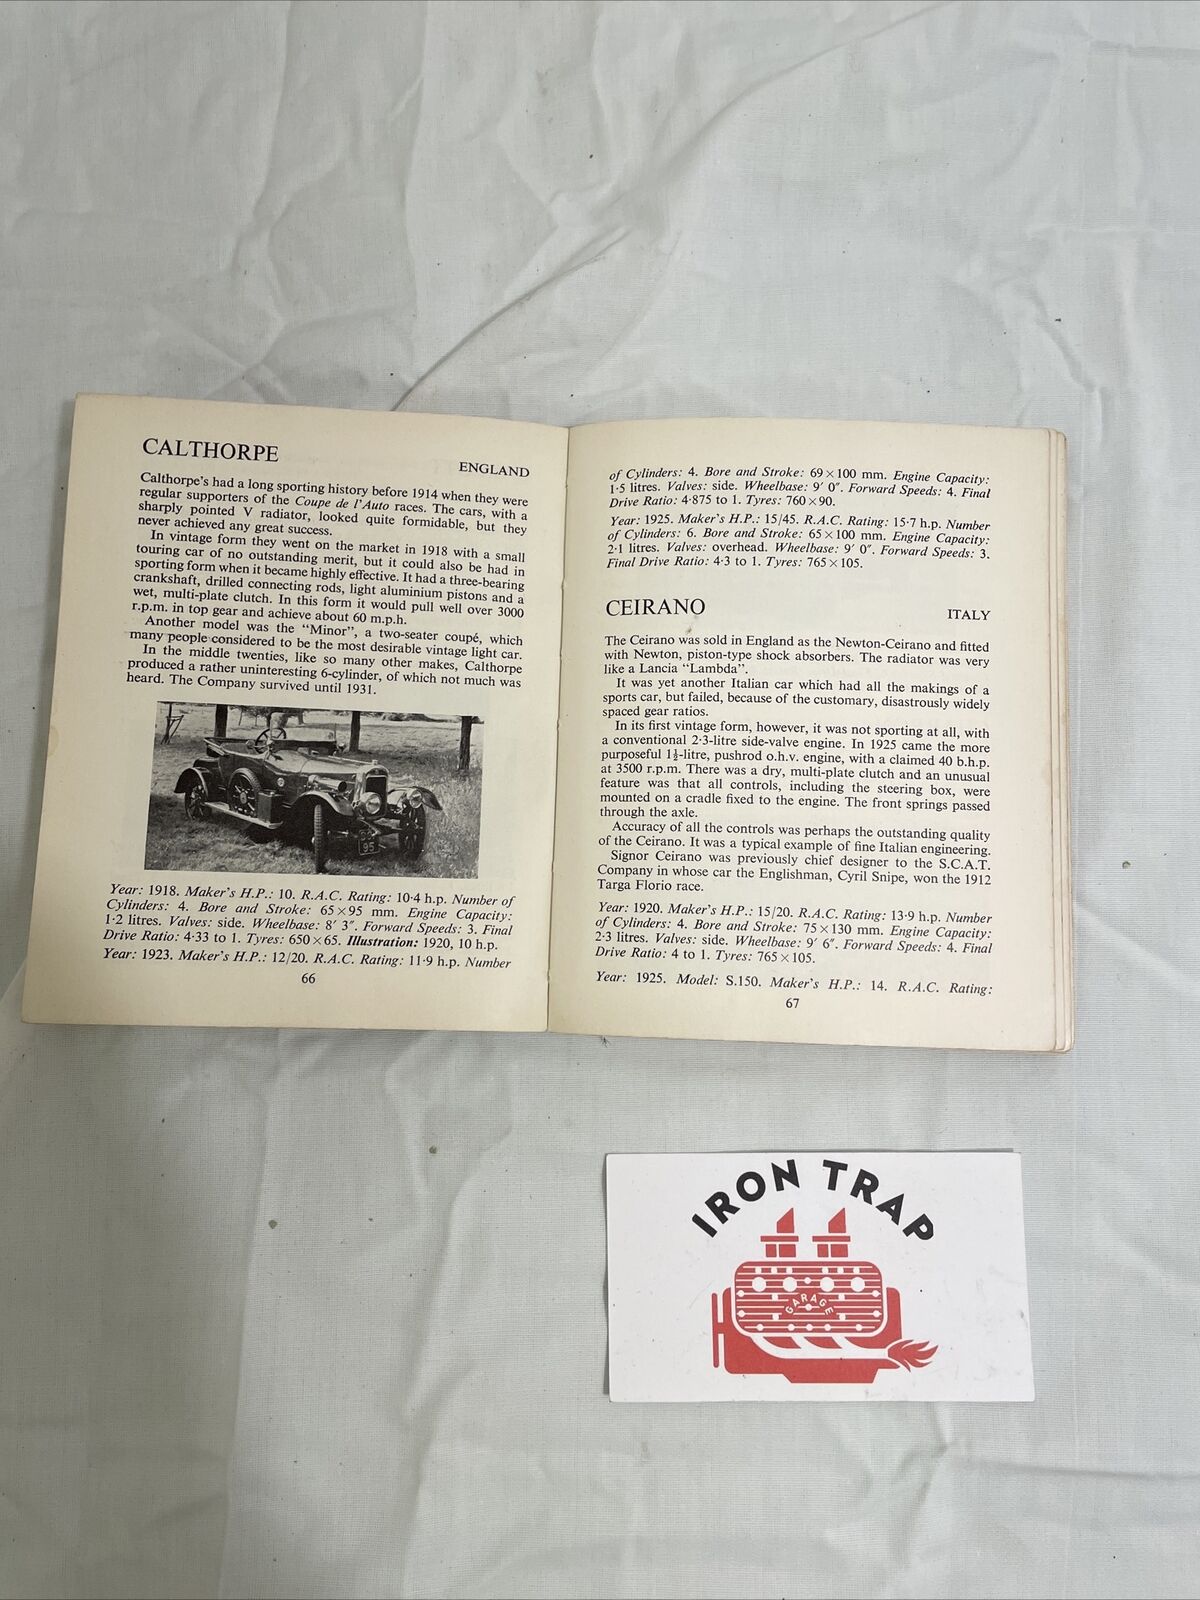 CALTHORPE
ENGLAND
Calthorpe's had a long sporting history before 1914 when they were
regular supporters of the Coupe de l'Auto races. The cars, with a
sharply pointed V radiator, looked quite formidable, but they
never achieved any great success.
In vintage form they went on the market in 1918 with a small
touring car of no outstanding merit, but it could also be had in
sporting form when it became highly effective. It had a three-bearing
crankshaft, drilled connecting rods, light aluminium pistons and a
wet, multi-plate clutch. In this form it would pull well over 3000
r.p.m. in top gear and achieve about 60 m.p.h.
Another model was the "Minor", a two-seater coupé, which
many people considered to be the most desirable vintage light car.
In the middle twenties, like so many other makes, Calthorpe
produced a rather uninteresting 6-cylinder, of which not much was
heard. The Company survived until 1931.
95
Year: 1918. Maker's H.P.: 10. R.A.C. Rating: 10·4 h.p. Number of
Cylinders: 4. Bore and Stroke: 65×95 mm. Engine Capacity:
1·2 litres. Valves: side. Wheelbase: 8' 3". Forward Speeds: 3. Final
Drive Ratio: 4·33 to 1. Tyres: 650×65. Illustration: 1920, 10 h.p.
Year: 1923. Maker's H.P.: 12/20. R.A.C. Rating: 11·9 h.p. Number
66
of Cylinders: 4. Bore and Stroke: 69×100 mm. Engine Capacity:
1·5 litres. Valves: side. Wheelbase: 9' 0". Forward Speeds: 4. Final
Drive Ratio: 4·875 to 1. Tyres: 760×90.
Year: 1925. Maker's H.P.: 15/45. R.A.C. Rating: 15·7 h.p. Number
of Cylinders: 6. Bore and Stroke: 65×100 mm. Engine Capacity:
2·1 litres. Valves: overhead. Wheelbase: 9' 0". Forward Speeds: 3.
Final Drive Ratio: 4·3 to 1. Tyres: 765×105.
CEIRANO
ITALY
The Ceirano was sold in England as the Newton-Ceirano and fitted
with Newton, piston-type shock absorbers. The radiator was very
like a Lancia "Lambda".
It was yet another Italian car which had all the makings of a
sports car, but failed, because of the customary, disastrously widely
spaced gear ratios.
In its first vintage form, however, it was not sporting at all, with
a conventional 2·3-litre side-valve engine. In 1925 came the more
purposeful 1½-litre, pushrod o.h.v. engine, with a claimed 40 b.h.p.
at 3500 r.p.m. There was a dry, multi-plate clutch and an unusual
feature was that all controls, including the steering box, were
mounted on a cradle fixed to the engine. The front springs passed
through the axle.
Accuracy of all the controls was perhaps the outstanding quality
of the Ceirano. It was a typical example of fine Italian engineering.
Signor Ceirano was previously chief designer to the S.C.A.T.
Company in whose car the Englishman, Cyril Snipe, won the 1912
Targa Florio race.
Year: 1920. Maker's H.P.: 15/20. R.A.C. Rating: 13·9 h.p. Number
of Cylinders: 4. Bore and Stroke: 75×130 mm. Engine Capacity:
2·3 litres. Valves: side. Wheelbase: 9' 6". Forward Speeds: 4. Final
Drive Ratio: 4 to 1. Tyres: 765×105.
Year: 1925. Model: S.150. Maker's H.P.: 14. R.A.C. Rating:
67
IRON TRAP
GARAGE